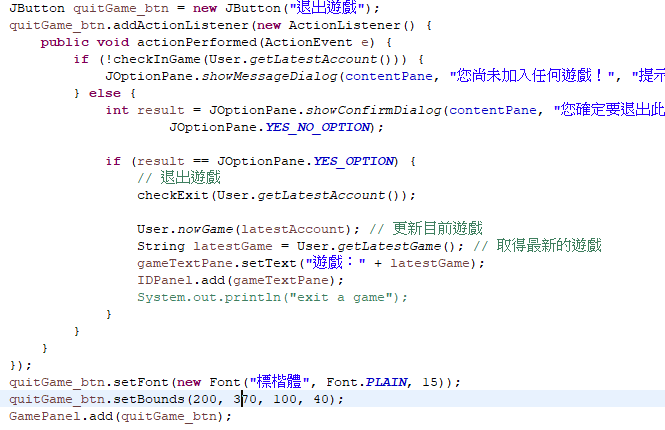 JButton quitGame_btn = new JButton("退出遊戲");
quitGame_btn.addActionListener(new ActionListener() {
    public void actionPerformed(ActionEvent e) {
        if (!checkInGame(User.getLatestAccount())) {
            JOptionPane.showMessageDialog(contentPane, "您尚未加入任何遊戲！", "提示
        } else {
            int result = JOptionPane.showConfirmDialog(contentPane, "您確定要退出此
                    JOptionPane.YES_NO_OPTION);
            if (result == JOptionPane.YES_OPTION) {
                // 退出遊戲
                checkExit(User.getLatestAccount());
                User.nowGame(latestAccount); // 更新目前遊戲
                String latestGame = User.getLatestGame(); // 取得最新的遊戲
                gameTextPane.setText("遊戲：" + latestGame);
                IDPanel.add(gameTextPane);
                System.out.println("exit a game");
            }
        }
    }
});
quitGame_btn.setFont(new Font("標楷體", Font.PLAIN, 15));
quitGame_btn.setBounds(200, 370, 100, 40);
GamePanel.add(quitGame_btn);